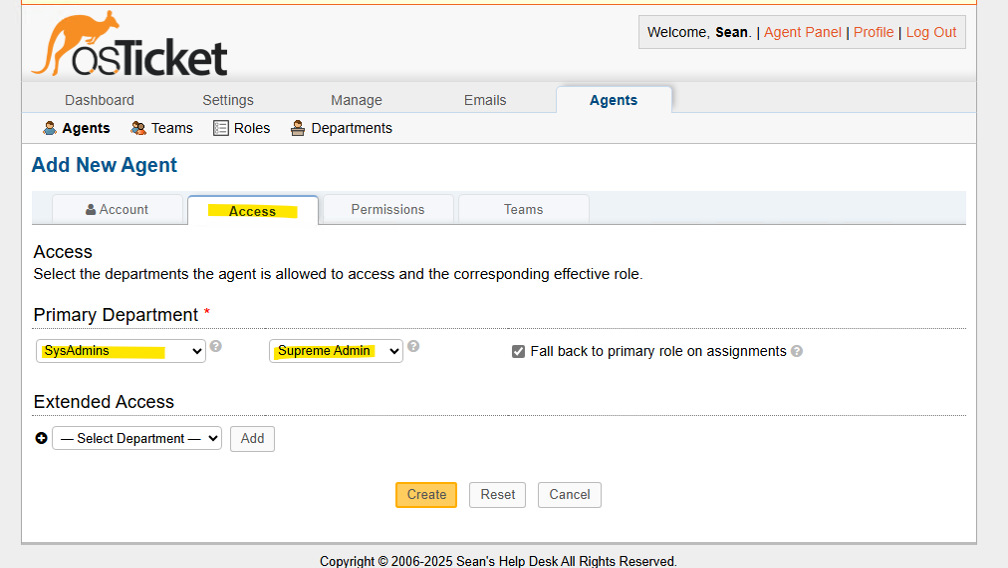 osTicket
Welcome, Sean. | Agent Panel | Profile | Log Out
Dashboard Settings Manage Emails Agents
Agents Teams Roles Departments
Add New Agent
Account Access Permissions Teams
Access
Select the departments the agent is allowed to access and the corresponding effective role.
Primary Department *
SysAdmins ? Supreme Admin ? Fall back to primary role on assignments ?
Extended Access
— Select Department — Add
Create Reset Cancel
Copyright © 2006-2025 Sean's Help Desk All Rights Reserved.